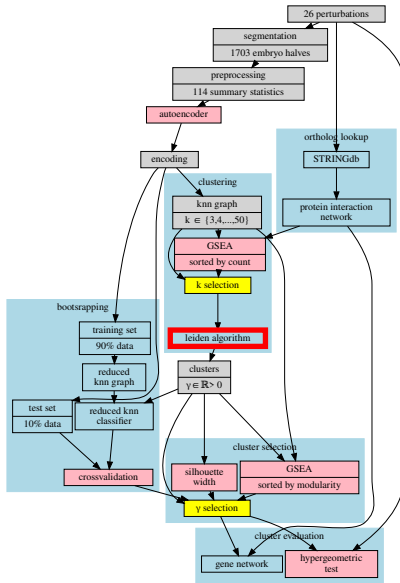 26 perturbations
segmentation
1703 embryo halves
preprocessing
114 summary statistics
autoencoder
ortholog lookup
encoding
STRINGdb
clustering
knn graph
k ∈ {3,4,...,50}
protein interaction
network
GSEA
sorted by count
k selection
bootsrapping
training set
90% data
leiden algorithm
reduced
knn graph
clusters
γ ∈ ℝ> 0
test set
10% data
reduced knn
classifier
cluster selection
crossvalidation
silhouette
width
GSEA
sorted by modularity
γ selection
cluster evaluation
gene network
hypergeometric
test